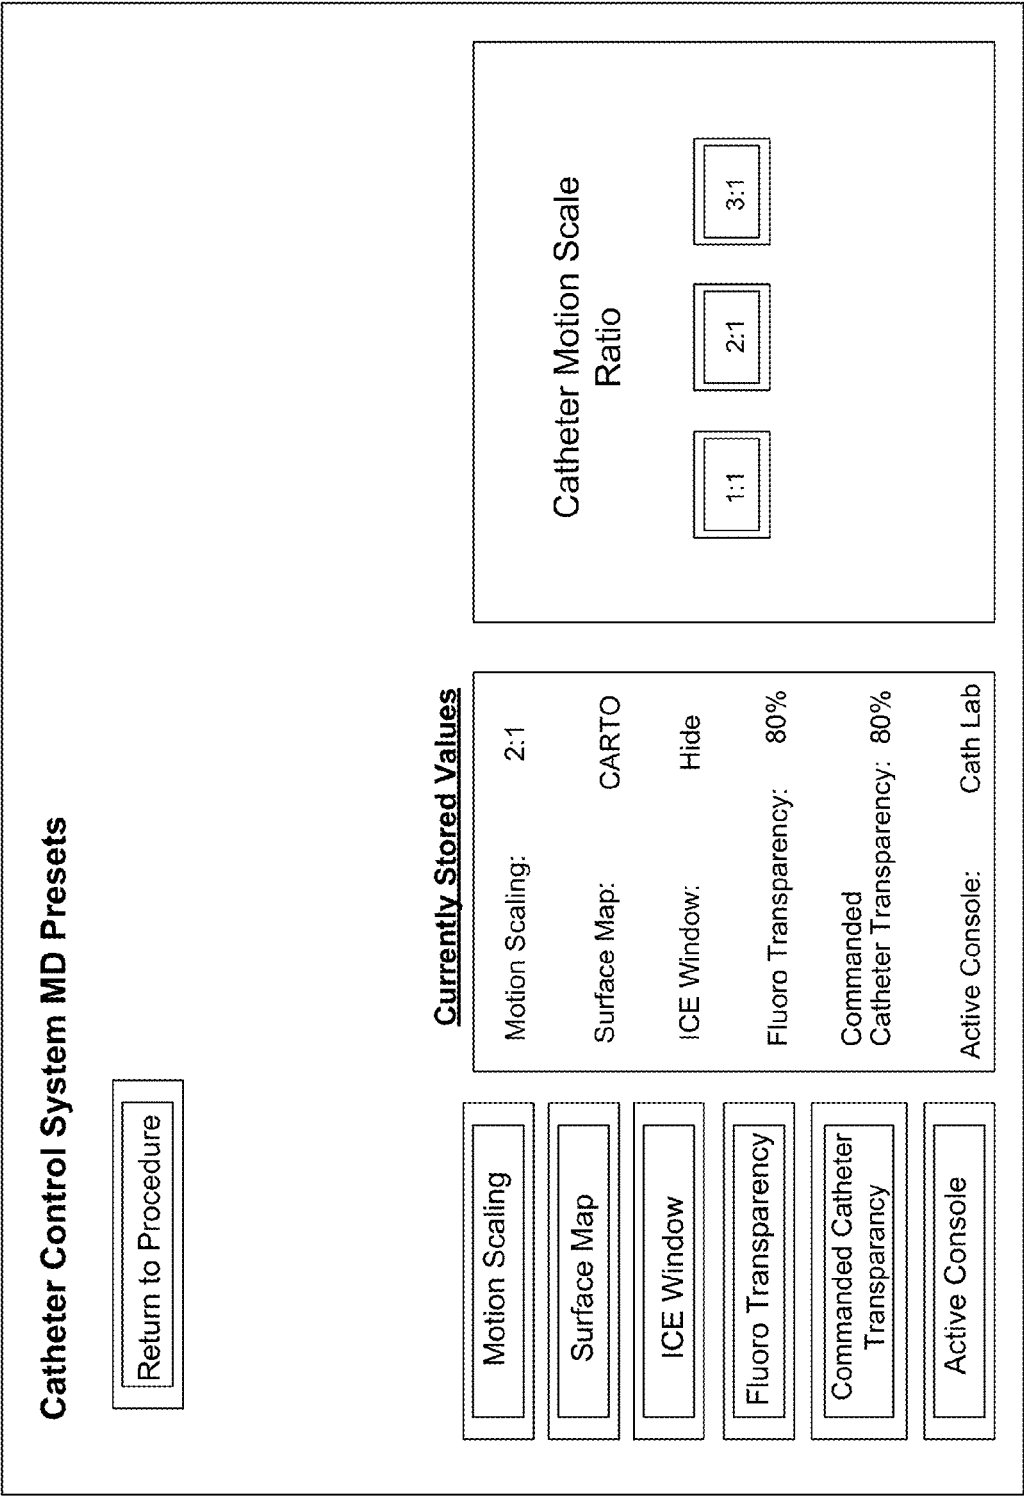 Catheter Control System MD Presets
Return to Procedure
Motion Scaling
Surface Map
ICE Window
Fluoro Transparency
Commanded Catheter
Transparancy
Active Console
Currently Stored Values
Motion Scaling: 2:1
Surface Map: CARTO
ICE Window: Hide
Fluoro Transparency: 80%
Commanded
Catheter Transparency: 80%
Active Console: Cath Lab
Catheter Motion Scale
Ratio
1:1 2:1 3:1